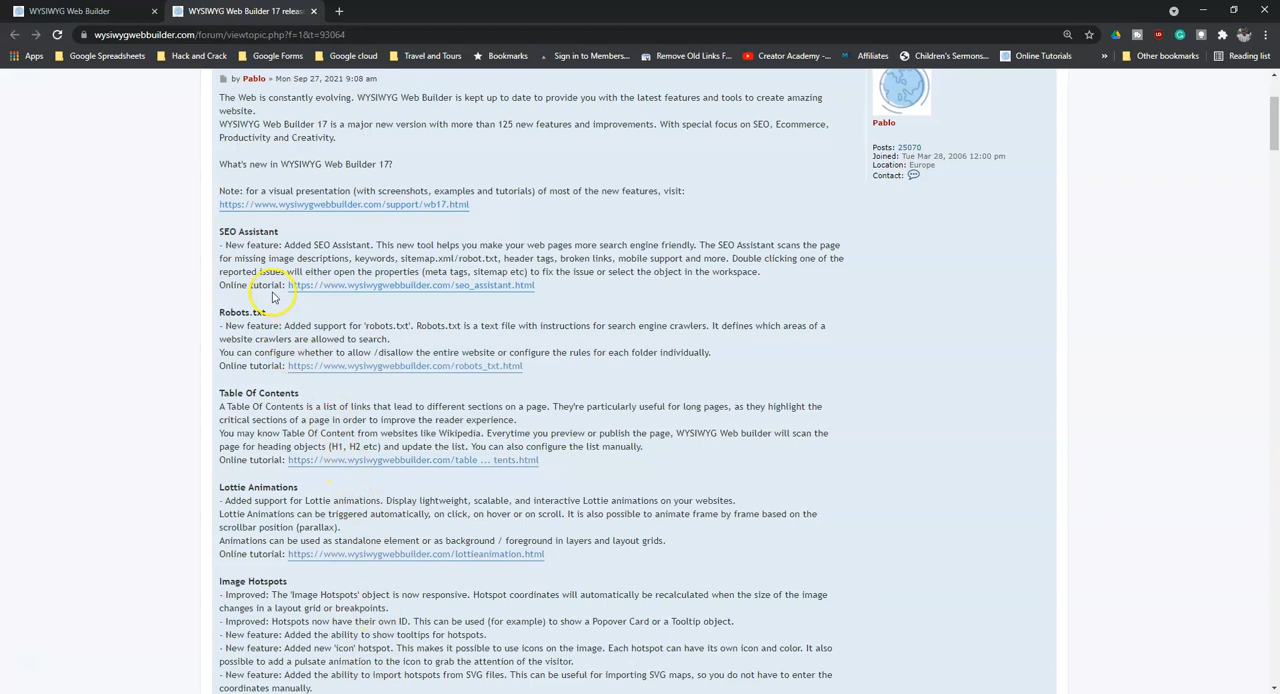 WYSIWYG Web Builder
WYSIWYG Web Builder 17 releas
wysiwygwebbuilder.com/forum/viewtopic.php?f=1&t=93064
Apps
Google Spreadsheets
Hack and Crack
Google Forms
Google cloud
Travel and Tours
Bookmarks
Sign in to Members...
Remove Old Links F...
Creator Academy -...
Affiliates
Children's Sermons...
Online Tutorials
Other bookmarks
Reading list
by Pablo » Mon Sep 27, 2021 9:08 am
The Web is constantly evolving. WYSIWYG Web Builder is kept up to date to provide you with the latest features and tools to create amazing
website.
WYSIWYG Web Builder 17 is a major new version with more than 125 new features and improvements. With special focus on SEO, Ecommerce,
Productivity and Creativity.
What's new in WYSIWYG Web Builder 17?
Note: for a visual presentation (with screenshots, examples and tutorials) of most of the new features, visit:
https://www.wysiwygwebbuilder.com/support/wb17.html
SEO Assistant
- New feature: Added SEO Assistant. This new tool helps you make your web pages more search engine friendly. The SEO Assistant scans the page
for missing image descriptions, keywords, sitemap.xml/robot.txt, header tags, broken links, mobile support and more. Double clicking one of the
reported issues will either open the properties (meta tags, sitemap etc) to fix the issue or select the object in the workspace.
Online tutorial: https://www.wysiwygwebbuilder.com/seo_assistant.html
Robots.txt
- New feature: Added support for 'robots.txt'. Robots.txt is a text file with instructions for search engine crawlers. It defines which areas of a
website crawlers are allowed to search.
You can configure whether to allow /disallow the entire website or configure the rules for each folder individually.
Online tutorial: https://www.wysiwygwebbuilder.com/robots_txt.html
Table Of Contents
A Table Of Contents is a list of links that lead to different sections on a page. They're particularly useful for long pages, as they highlight the
critical sections of a page in order to improve the reader experience.
You may know Table Of Content from websites like Wikipedia. Everytime you preview or publish the page, WYSIWYG Web builder will scan the
page for heading objects (H1, H2 etc) and update the list. You can also configure the list manually.
Online tutorial: https://www.wysiwygwebbuilder.com/table ... tents.html
Lottie Animations
- Added support for Lottie animations. Display lightweight, scalable, and interactive Lottie animations on your websites.
Lottie Animations can be triggered automatically, on click, on hover or on scroll. It is also possible to animate frame by frame based on the
scrollbar position (parallax).
Animations can be used as standalone element or as background / foreground in layers and layout grids.
Online tutorial: https://www.wysiwygwebbuilder.com/lottieanimation.html
Image Hotspots
- Improved: The 'Image Hotspots' object is now responsive. Hotspot coordinates will automatically be recalculated when the size of the image
changes in a layout grid or breakpoints.
- Improved: Hotspots now have their own ID. This can be used (for example) to show a Popover Card or a Tooltip object.
- New feature: Added the ability to show tooltips for hotspots.
- New feature: Added new 'icon' hotspot. This makes it possible to use icons on the image. Each hotspot can have its own icon and color. It also
possible to add a pulsate animation to the icon to grab the attention of the visitor.
- New feature: Added the ability to import hotspots from SVG files. This can be useful for importing SVG maps, so you do not have to enter the
coordinates manually.
Pablo
Posts: 25070
Joined: Tue Mar 28, 2006 12:00 pm
Location: Europe
Contact: